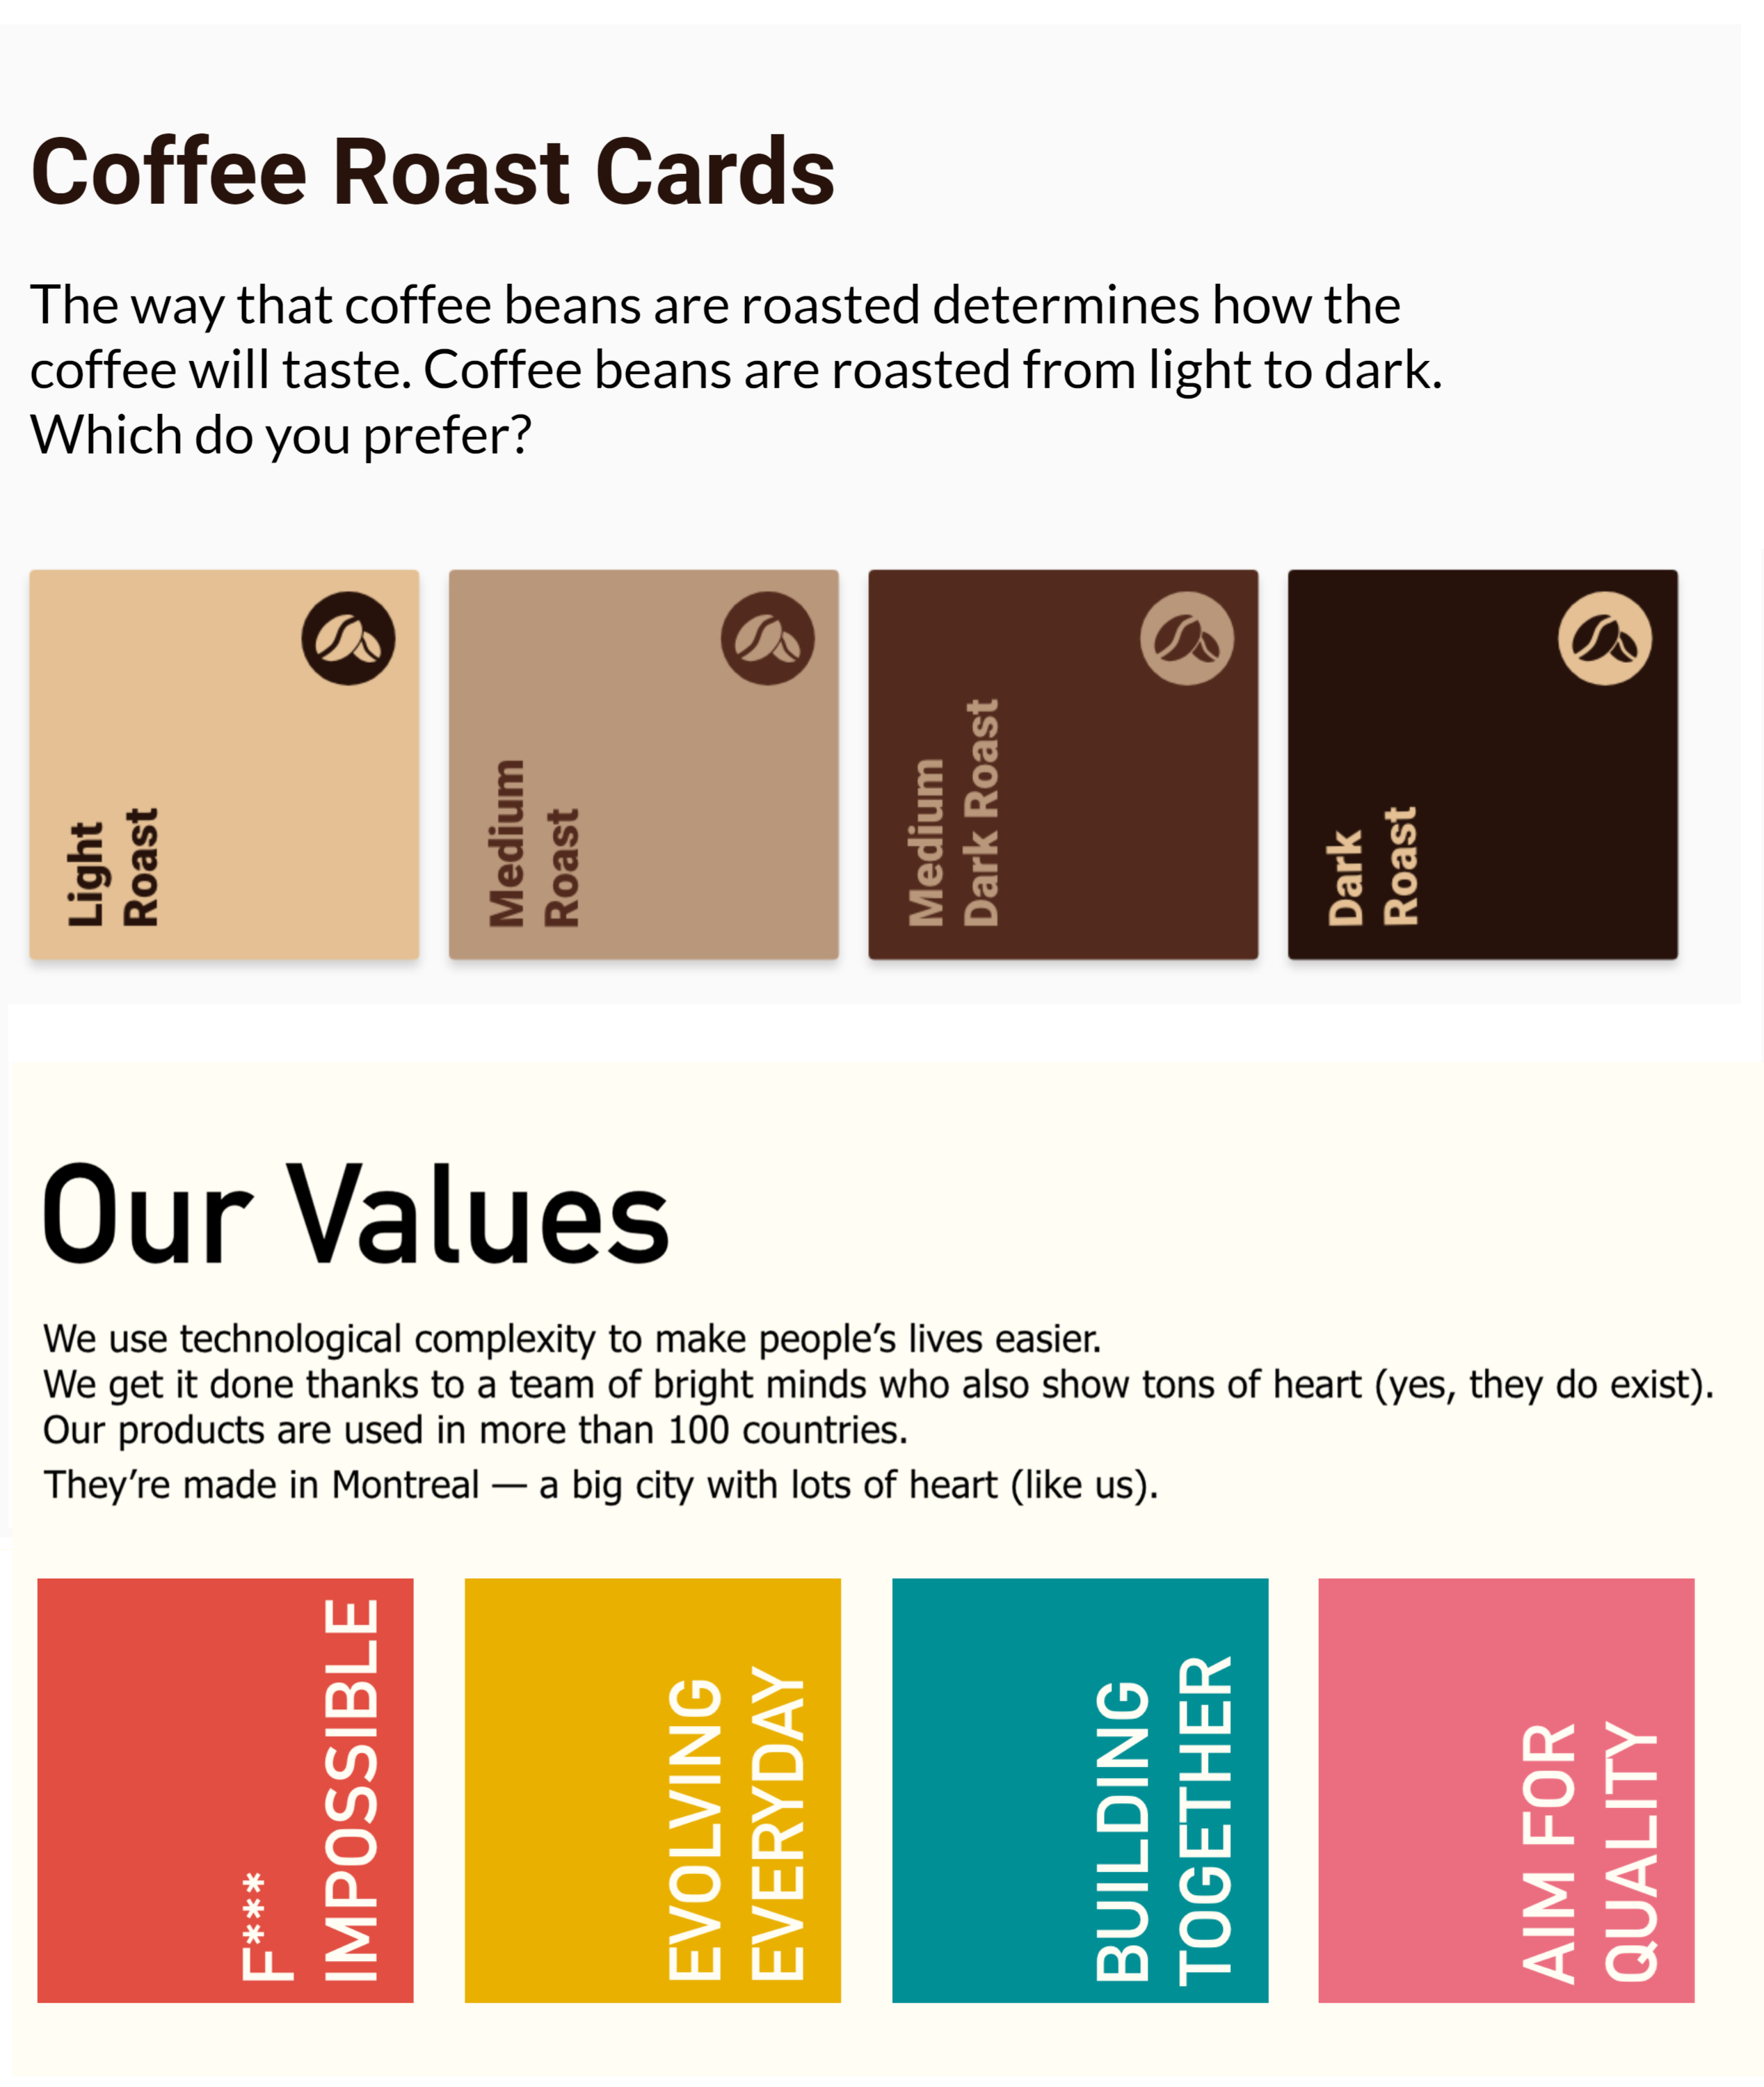 Coffee Roast Cards
The way that coffee beans are roasted determines how the
coffee will taste. Coffee beans are roasted from light to dark.
Which do you prefer?
Light
Roast
Medium
Roast
Medium
Dark Roast
Dark
Roast
Our Values
We use technological complexity to make people’s lives easier.
We get it done thanks to a team of bright minds who also show tons of heart (yes, they do exist).
Our products are used in more than 100 countries.
They’re made in Montreal — a big city with lots of heart (like us).
F***
IMPOSSIBLE
EVOLVING
EVERYDAY
BUILDING
TOGETHER
AIM FOR
QUALITY